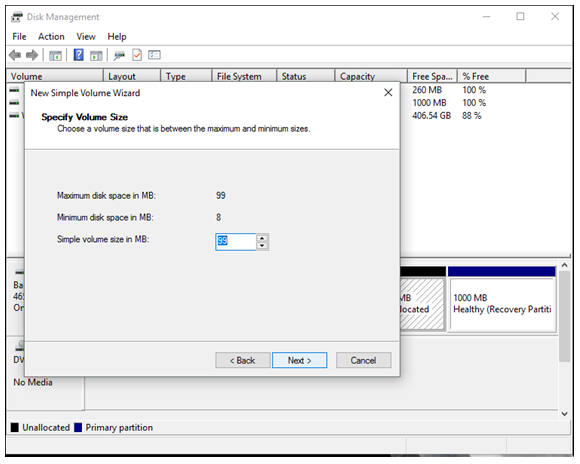 Disk Management
File Action View Help
Volume Layout Type File System Status Capacity Free Spa... % Free
260 MB 100 %
1000 MB 100 %
406.54 GB 88 %
New Simple Volume Wizard
Specify Volume Size
Choose a volume size that is between the maximum and minimum sizes.
Maximum disk space in MB: 99
Minimum disk space in MB: 8
Simple volume size in MB: 99
< Back Next > Cancel
Ba
465
On
MB
located
1000 MB
Healthy (Recovery Partiti
DV
No Media
Unallocated Primary partition